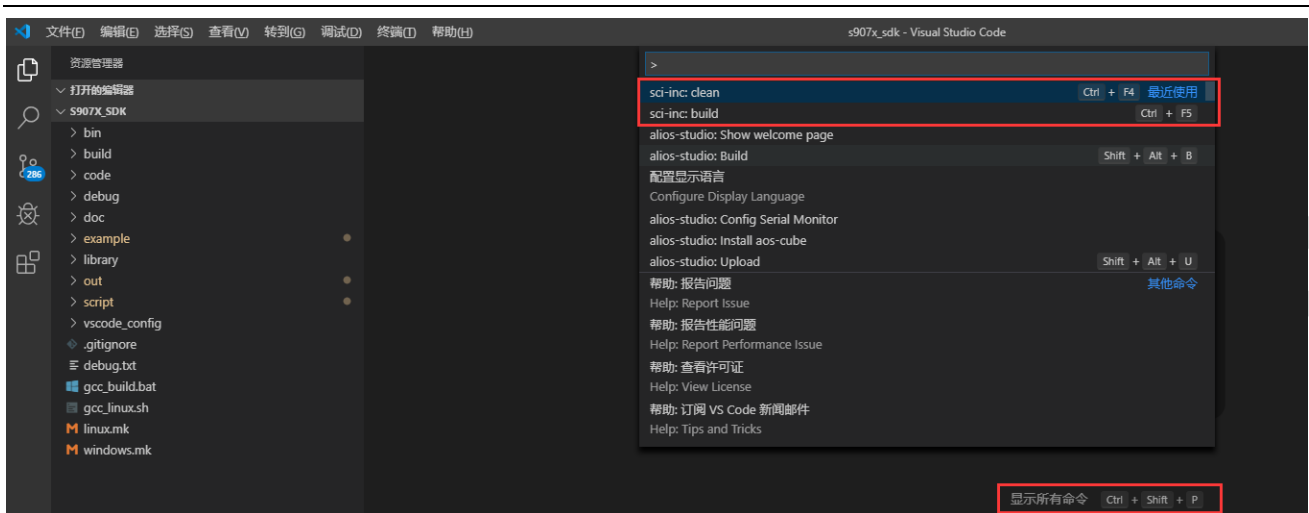 文件(F) 编辑(E) 选择(S) 查看(V) 转到(G) 调试(D) 终端(T) 帮助(H) s907x_sdk - Visual Studio Code
资源管理器
打开的编辑器
S907X_SDK
bin
build
286
code
debug
doc
example
library
out
script
vscode_config
.gitignore
debug.txt
gcc_build.bat
gcc_linux.sh
linux.mk
windows.mk
>
sci-inc: clean Ctrl + F4 最近使用
sci-inc: build Ctrl + F5
alios-studio: Show welcome page
alios-studio: Build Shift + Alt + B
配置显示语言
Configure Display Language
alios-studio: Config Serial Monitor
alios-studio: Install aos-cube
alios-studio: Upload Shift + Alt + U
帮助: 报告问题 其他命令
Help: Report Issue
帮助: 报告性能问题
Help: Report Performance Issue
帮助: 查看许可证
Help: View License
帮助: 订阅 VS Code 新闻邮件
Help: Tips and Tricks
显示所有命令 Ctrl + Shift + P